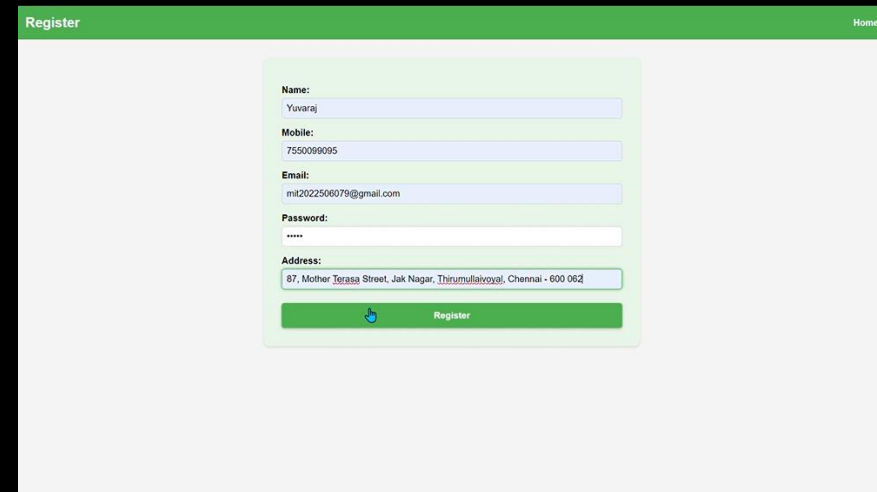 Register
Home
Name:
Yuvaraj
Mobile:
7550099095
Email:
mit2022506079@gmail.com
Password:
•••••
Address:
87, Mother Terasa Street, Jak Nagar, Thirumullaivoyal, Chennai - 600 062
Register